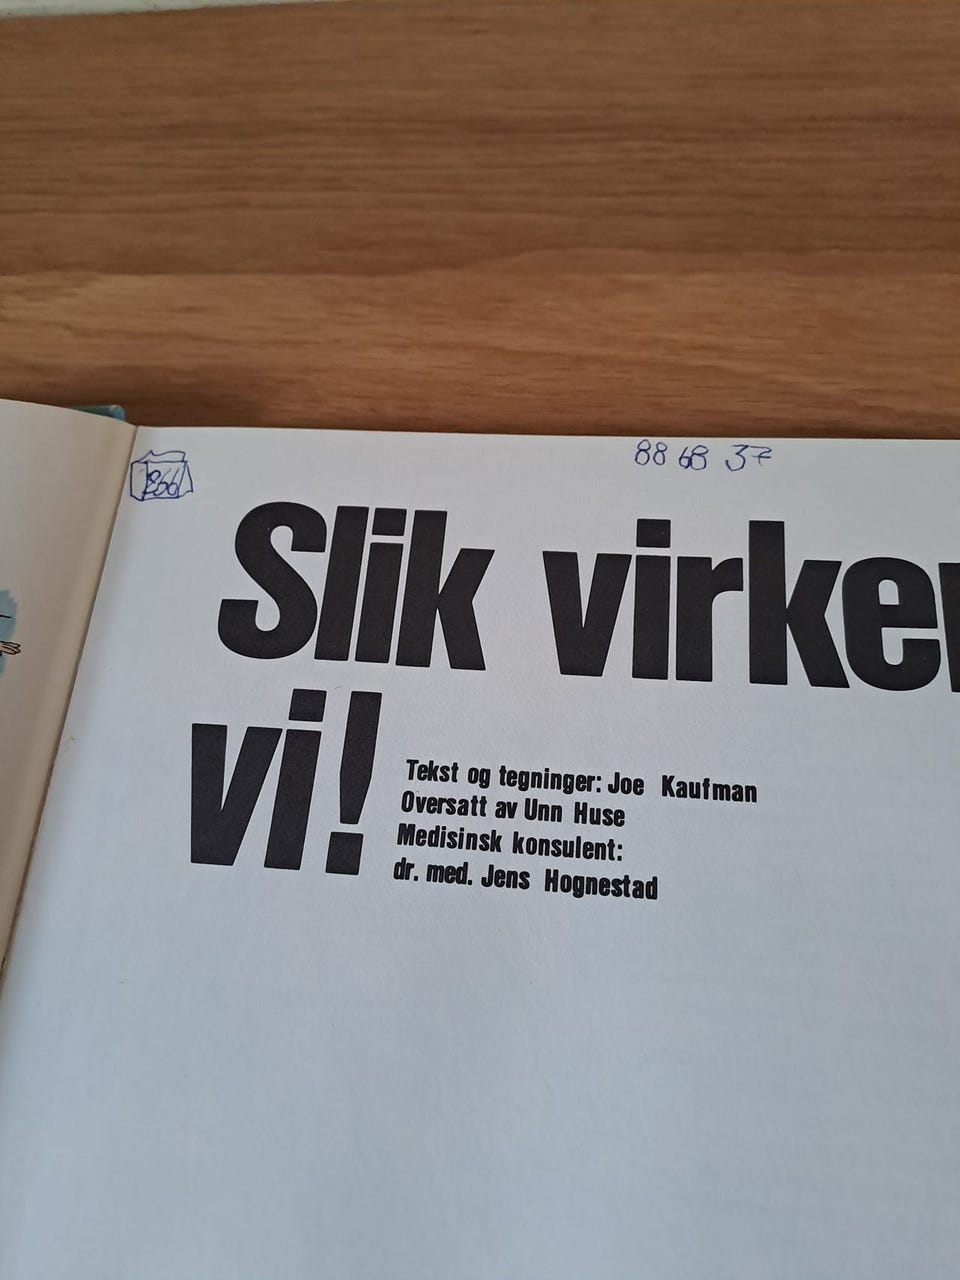 88 68 37
Slik virker
vi!
Tekst og tegninger: Joe Kaufman
Oversatt av Unn Huse
Medisinsk konsulent:
dr. med. Jens Hognestad